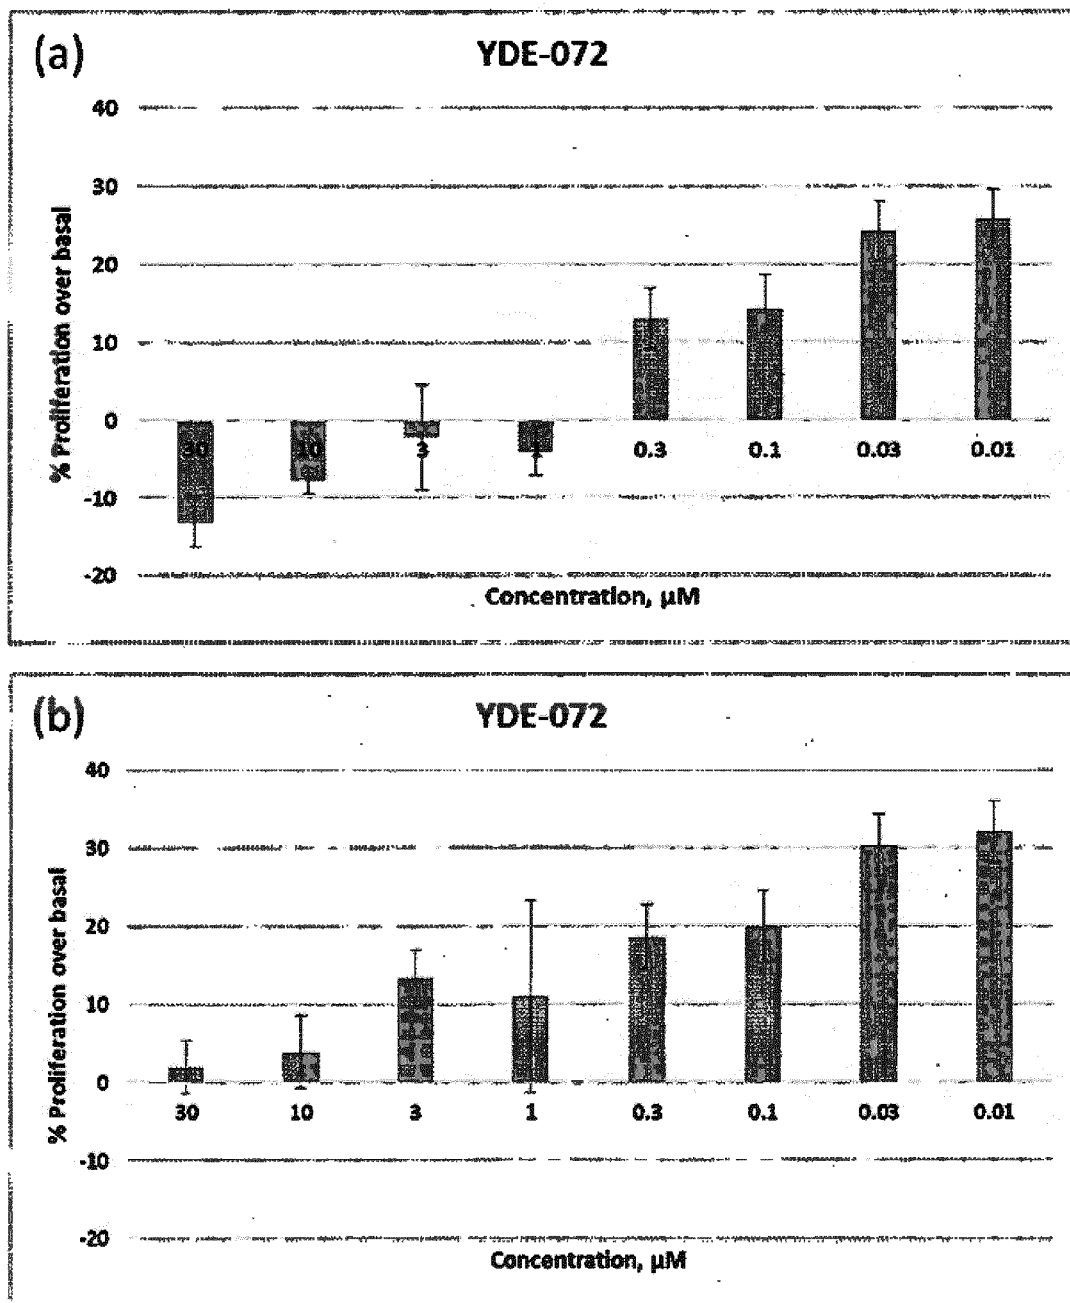 (a)
YDE-072
40
30
20
10
0
-10
-20
% Proliferation over basal
30 10 3 1 0.3 0.1 0.03 0.01
Concentration, µM
(b)
YDE-072
40
30
20
10
0
-10
-20
% Proliferation over basal
30 10 3 1 0.3 0.1 0.03 0.01
Concentration, µM